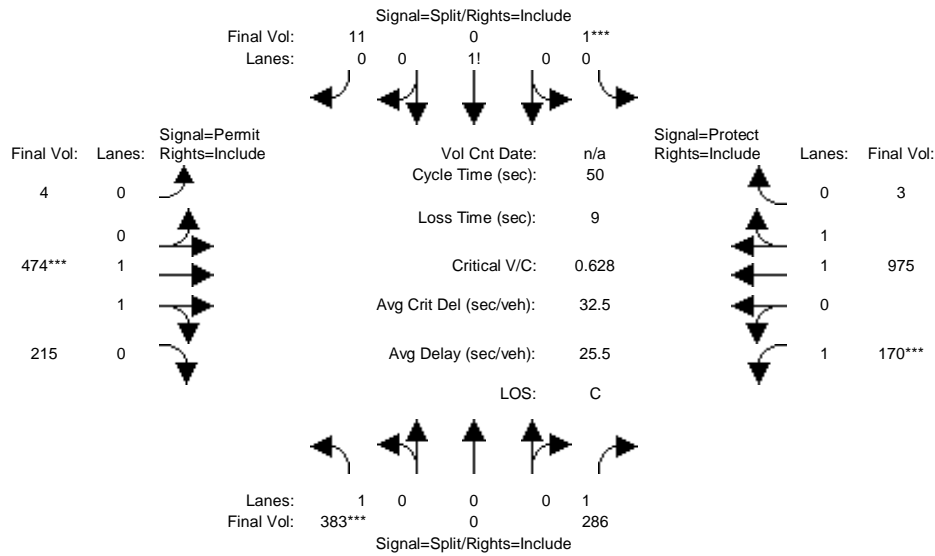 Signal=Split/Rights=Include
Final Vol: 11 0 1***
Lanes: 0 0 1! 0 0
Signal=Permit Signal=Protect
Final Vol: Lanes: Rights=Include Vol Cnt Date: n/a Rights=Include Lanes: Final Vol:
Cycle Time (sec): 50
4 0 0 3
Loss Time (sec): 9
0 1
474*** 1 Critical V/C: 0.628 1 975
1 Avg Crit Del (sec/veh): 32.5 0
215 0 Avg Delay (sec/veh): 25.5 1 170***
LOS: C
Lanes: 1 0 0 0 1
Final Vol: 383*** 0 286
Signal=Split/Rights=Include